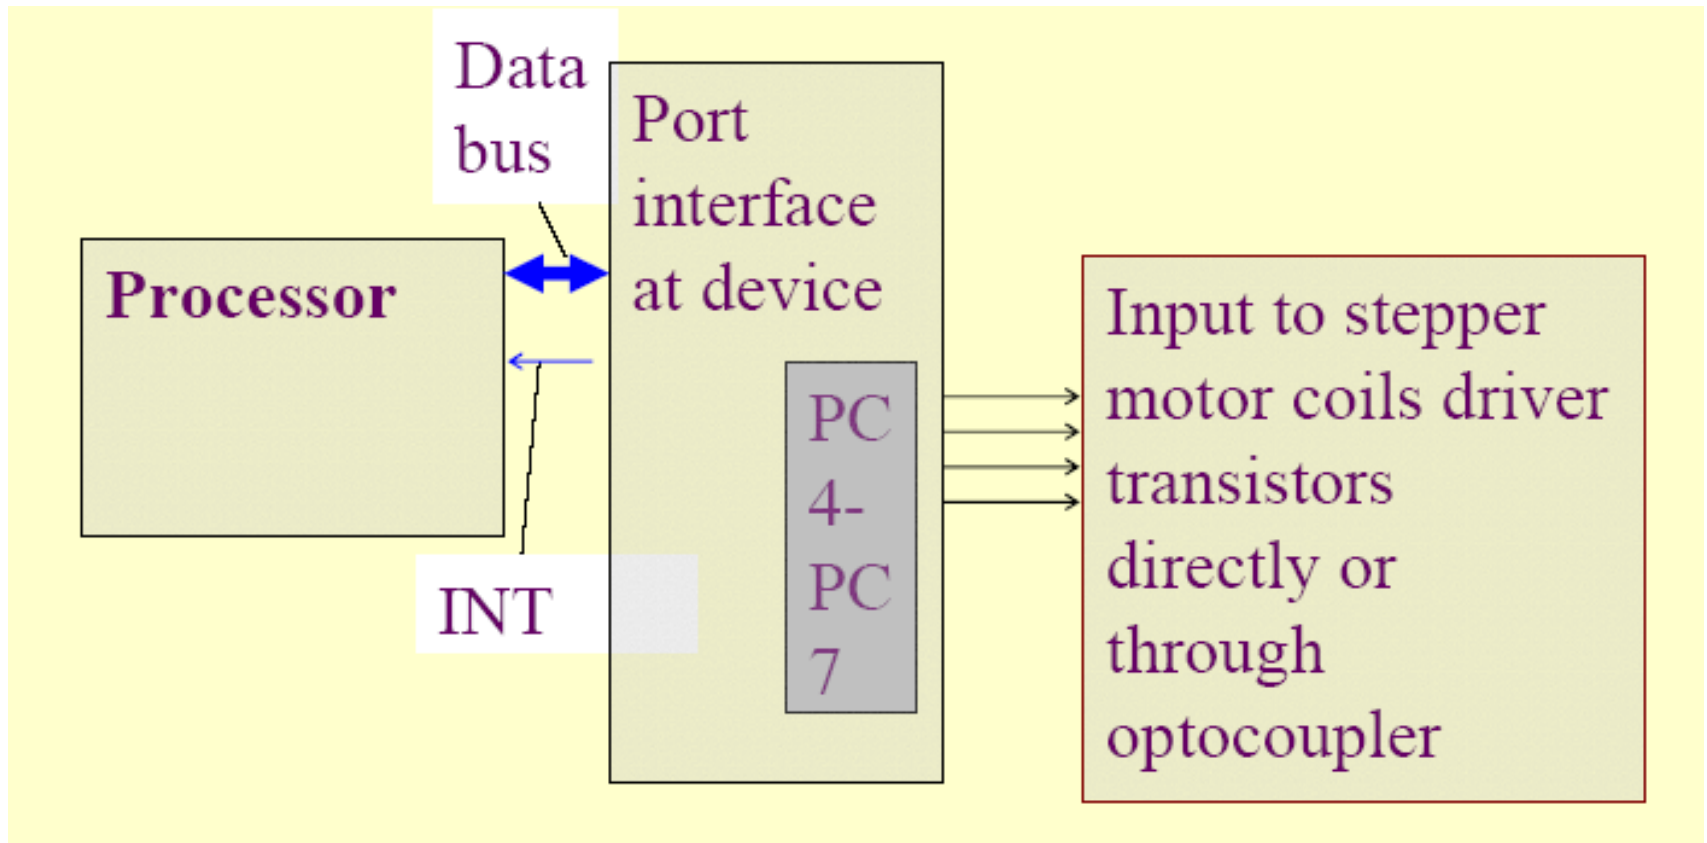 Data
bus
Port
interface
at device
Processor
INT
PC
4-
PC
7
Input to stepper
motor coils driver
transistors
directly or
through
optocoupler